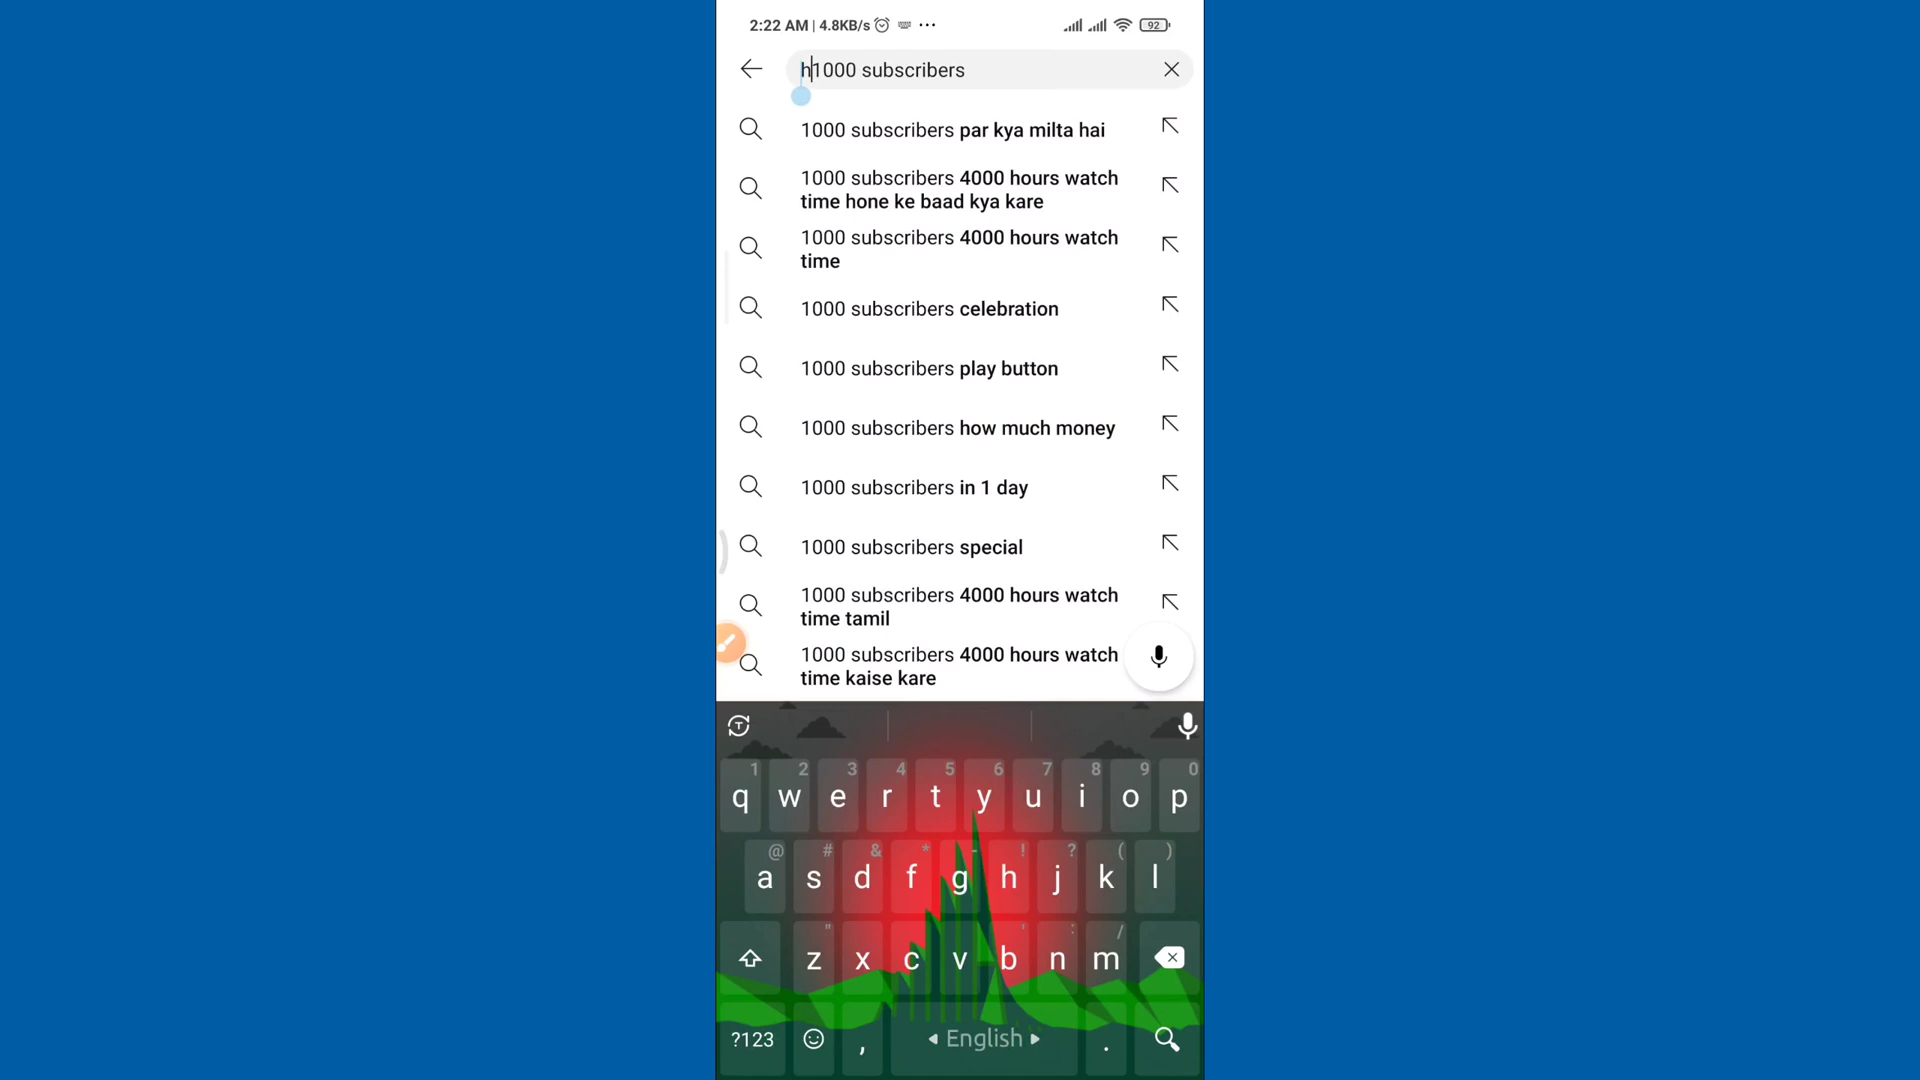 2:22 AM | 4.8KB/s ... 92
h1000 subscribers
1000 subscribers par kya milta hai
1000 subscribers 4000 hours watch
time hone ke baad kya kare
1000 subscribers 4000 hours watch
time
1000 subscribers celebration
1000 subscribers play button
1000 subscribers how much money
1000 subscribers in 1 day
1000 subscribers special
1000 subscribers 4000 hours watch
time tamil
1000 subscribers 4000 hours watch
time kaise kare
T
1 2 3 4 5 6 7 8 9 0
q w e r t y u i o p
@ # & * - ! ? ( )
a s d f g h j k l
" ' : /
z x c v b n m
?123 , English .